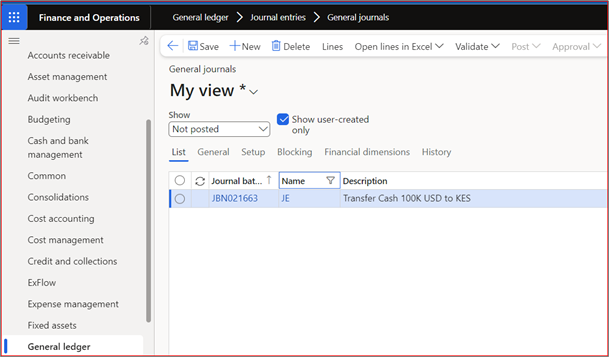 Finance and Operations
General ledger > Journal entries > General journals
Save New Delete Lines Open lines in Excel Validate Post Approval
Accounts receivable
Asset management
Audit workbench
Budgeting
Cash and bank
management
Common
Consolidations
Cost accounting
Cost management
Credit and collections
ExFlow
Expense management
Fixed assets
General ledger
General journals
My view *
Show
Not posted
Show user-created
only
List General Setup Blocking Financial dimensions History
Journal bat... Name Description
JBN021663 JE Transfer Cash 100K USD to KES